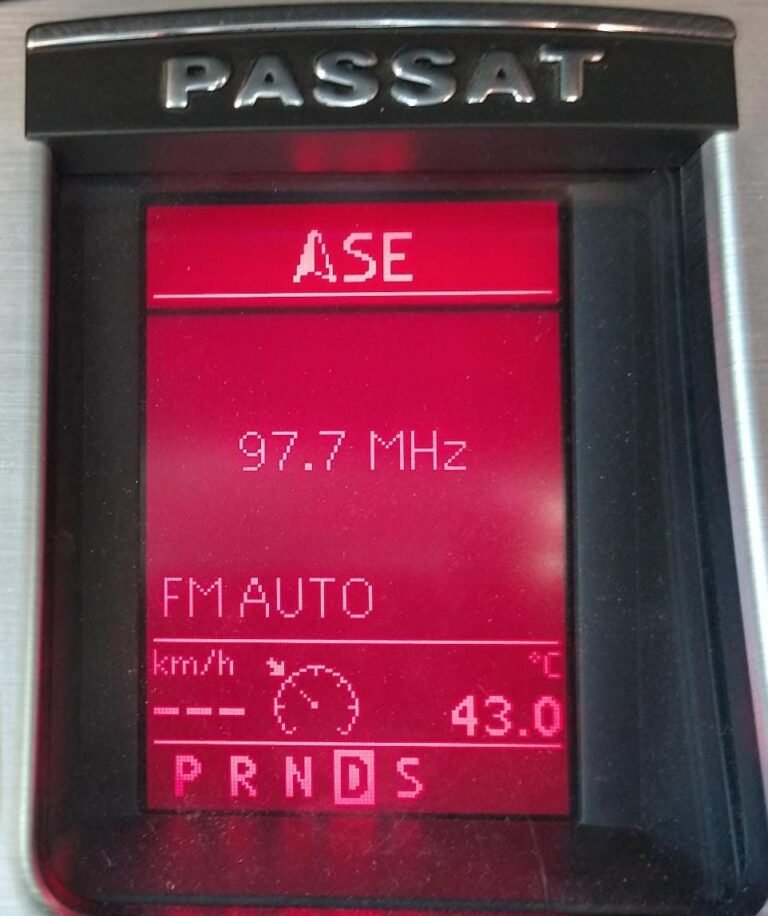 PASSAT
ASE
97.7 MHz
FM AUTO
km/h °C
--- 43.0
P R N D S